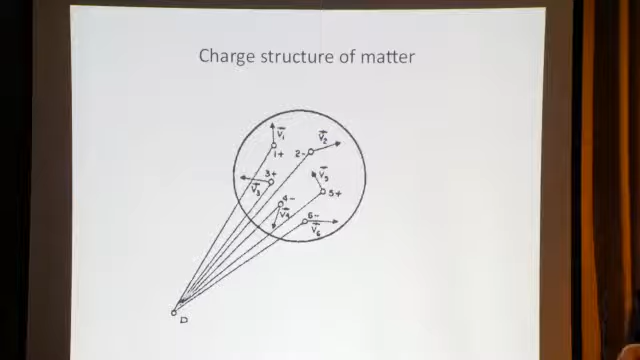 Charge structure of matter
V1
1+
V2
2-
3+
V3
V5
5+
4-
V4
6-
V6
D